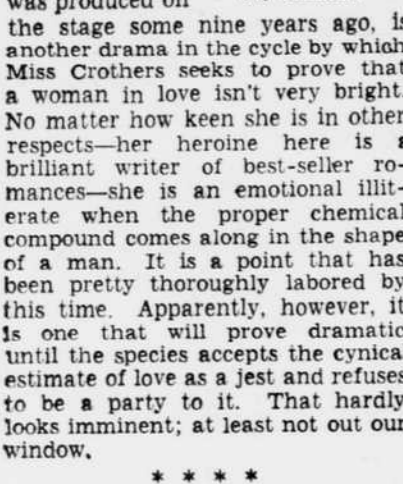 was produced on
the stage some nine years ago, is
another drama in the cycle by which
Miss Crothers seeks to prove that
a woman in love isn't very bright.
No matter how keen she is in other
respects—her heroine here is a
brilliant writer of best-seller ro-
mances—she is an emotional illit-
erate when the proper chemical
compound comes along in the shape
of a man. It is a point that has
been pretty thoroughly labored by
this time. Apparently, however, it
is one that will prove dramatic
until the species accepts the cynical
estimate of love as a jest and refuses
to be a party to it. That hardly
looks imminent; at least not out our
window.
* * * *